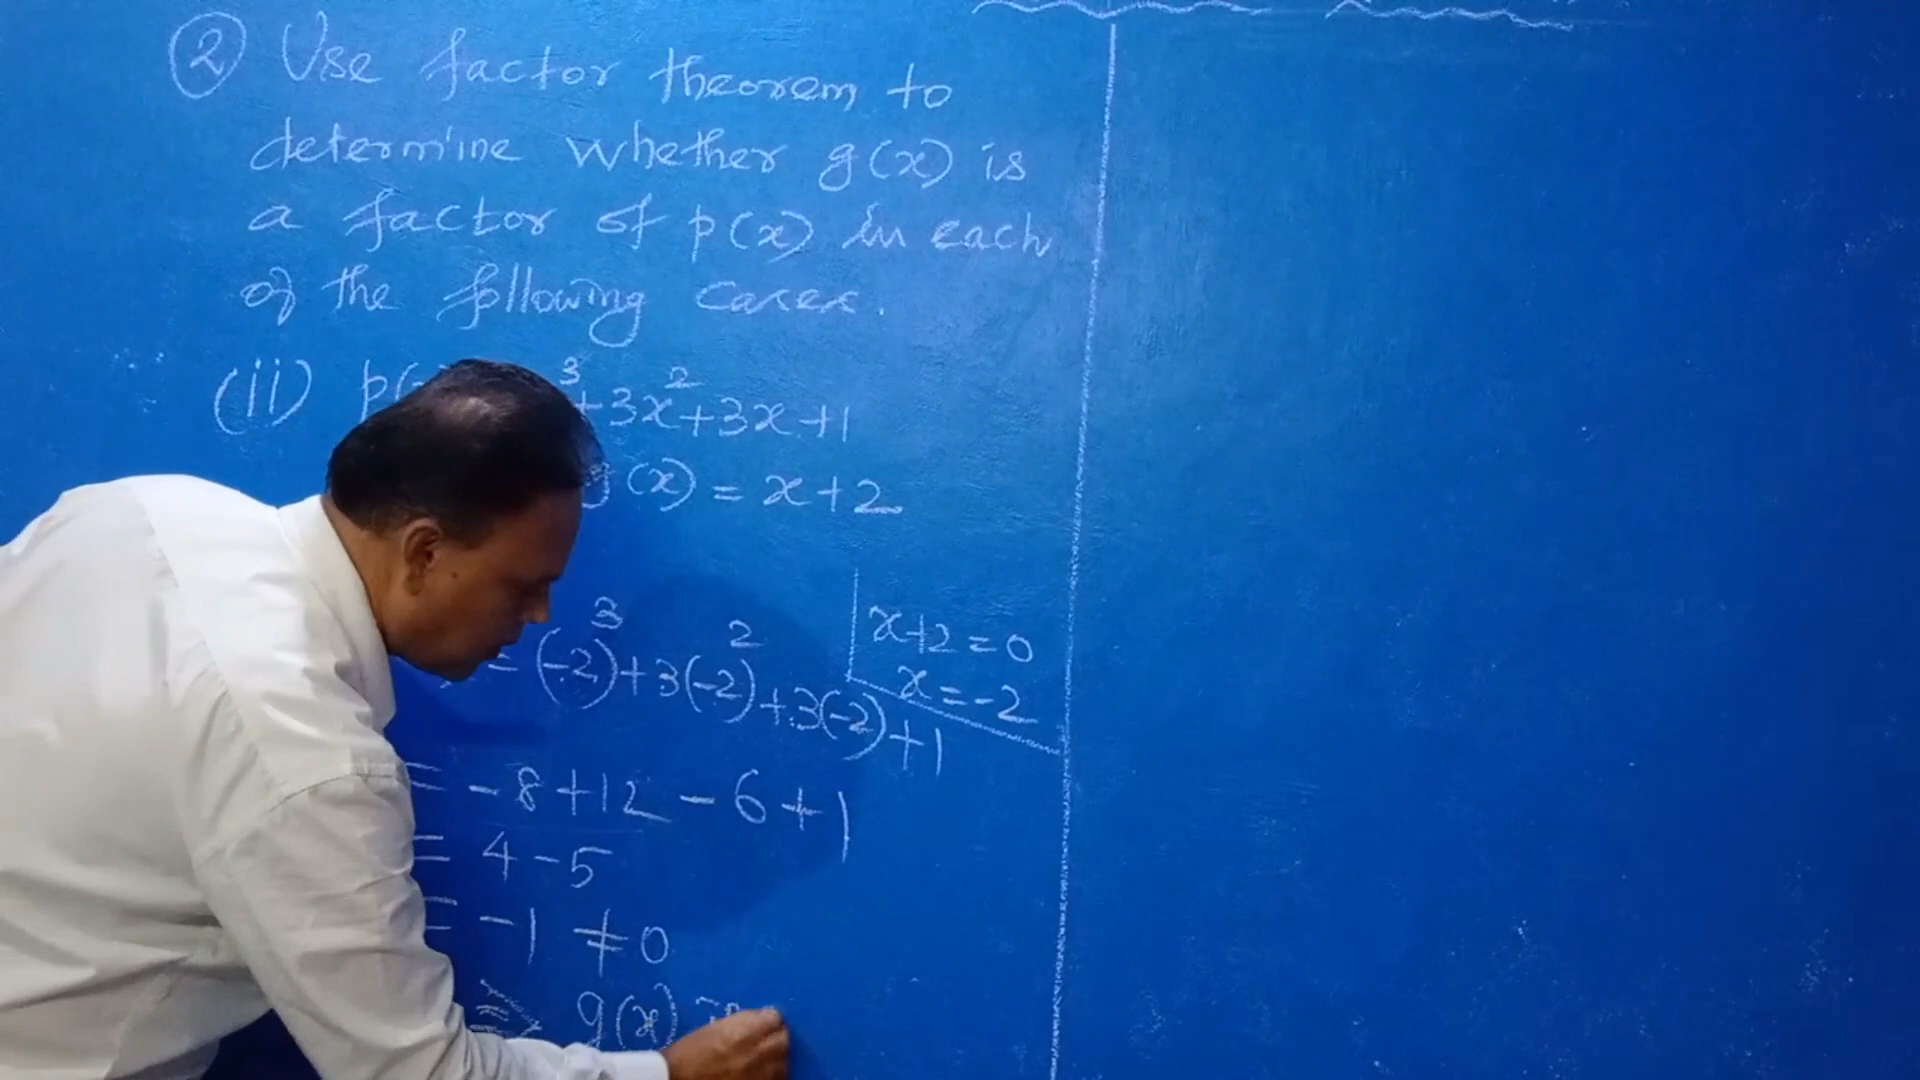 ② Use factor theorem to
determine whether g(x) is
a factor of p(x) in each
of the following cases.
(ii) p( ³+3x²+3x+1
g(x) = x+2
x+2=0
x=-2
= (-2)³+3(-2)²+3(-2)+1
= -8+12-6+1
= 4-5
= -1 ≠0
⇒ g(x)